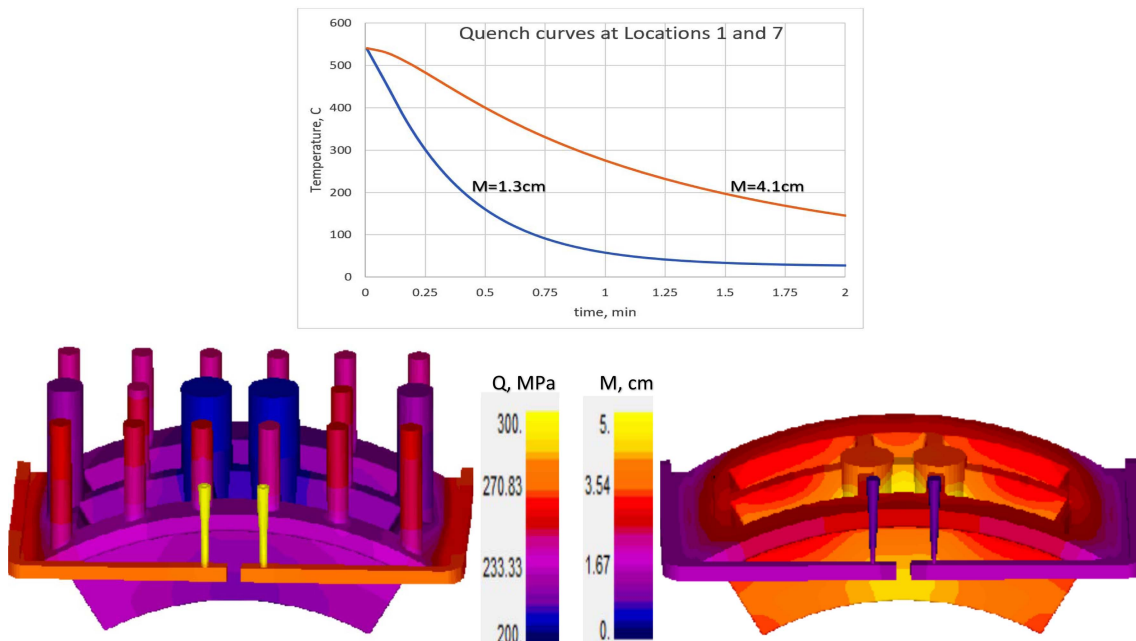 Quench curves at Locations 1 and 7
Temperature, C
600
500
400
300
200
100
0
M=1.3cm
M=4.1cm
0 0.25 0.5 0.75 1 1.25 1.5 1.75 2
time, min
Q, MPa
300.
270.83
233.33
200
M, cm
5.
3.54
1.67
0.